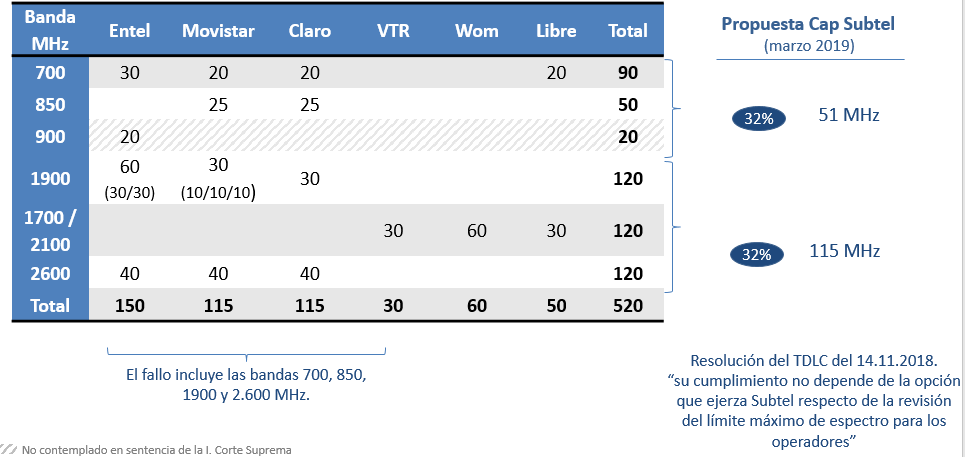 Banda MHz Entel Movistar Claro VTR Wom Libre Total
700 30 20 20 20 90
850 25 25 50
900 20 20
1900 60 (30/30) 30 (10/10/10) 30 120
1700 / 2100 30 60 30 120
2600 40 40 40 120
Total 150 115 115 30 60 50 520
Propuesta Cap Subtel
(marzo 2019)
32% 51 MHz
32% 115 MHz
El fallo incluye las bandas 700, 850,
1900 y 2.600 MHz.
Resolución del TDLC del 14.11.2018.
“su cumplimiento no depende de la opción
que ejerza Subtel respecto de la revisión
del límite máximo de espectro para los
operadores”
No contemplado en sentencia de la I. Corte Suprema